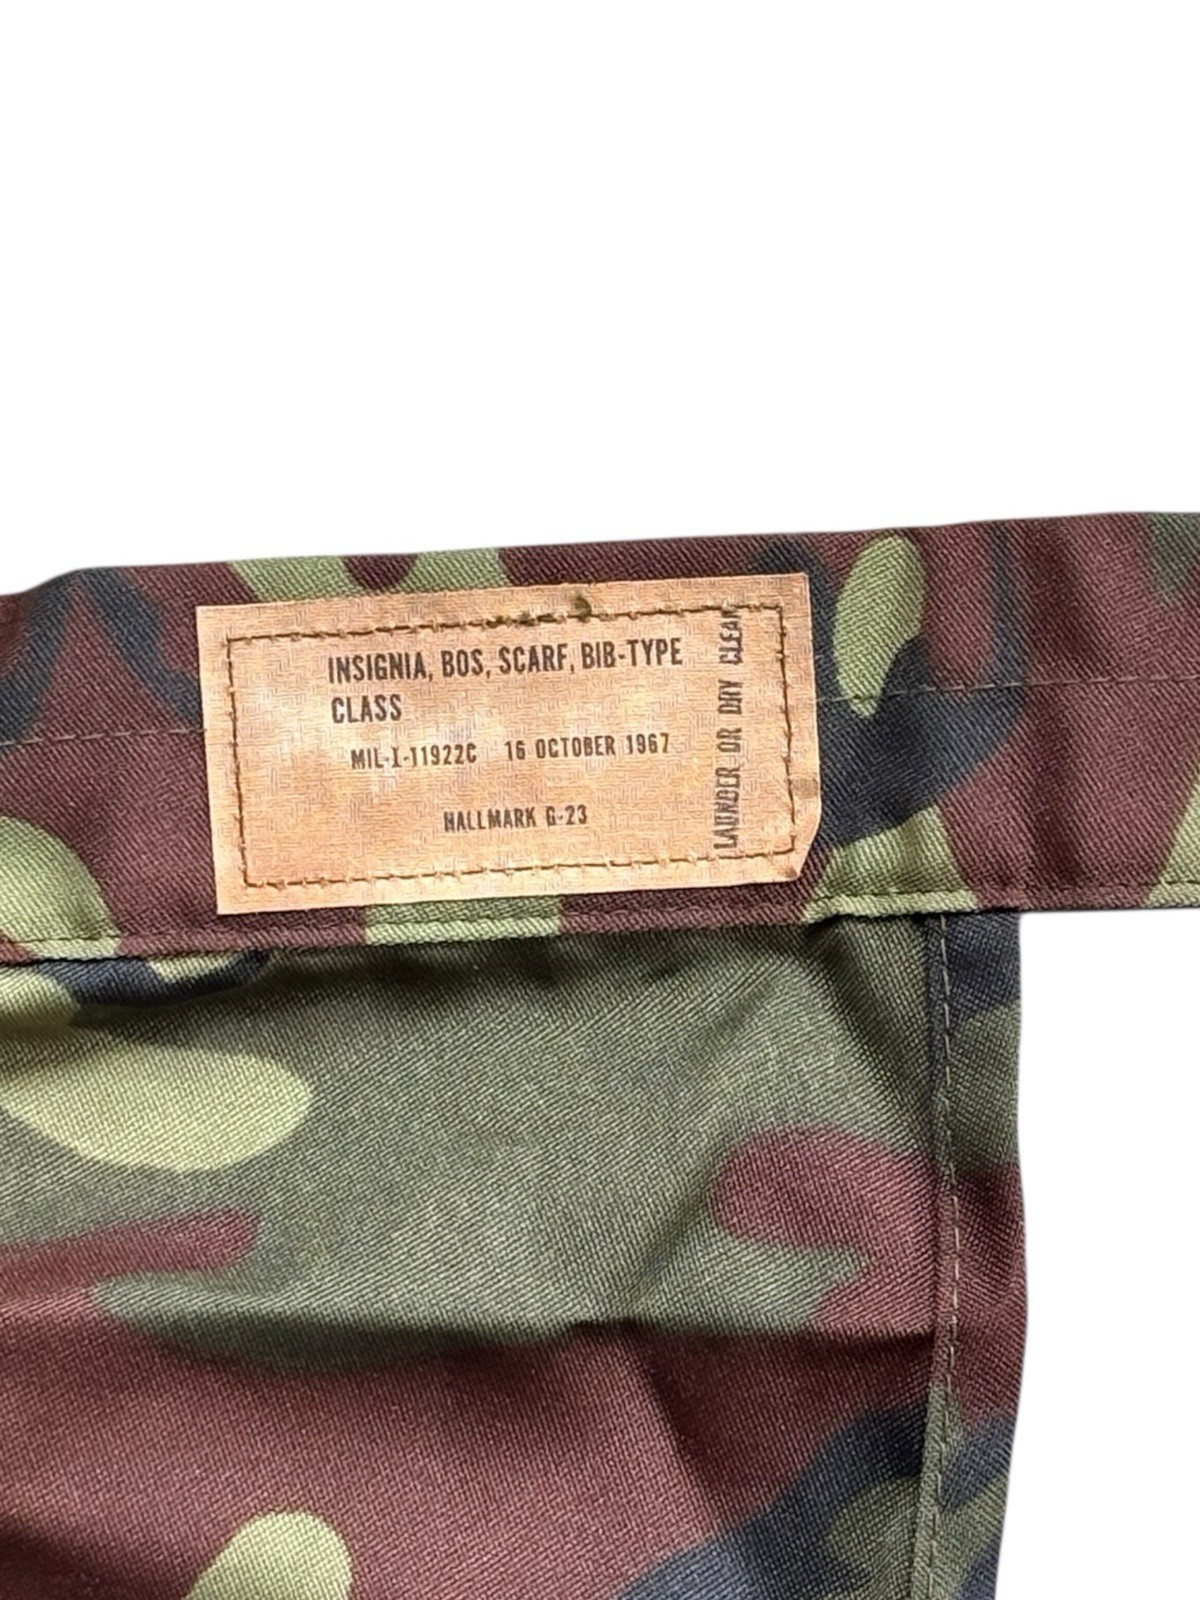 INSIGNIA, BOS, SCARF, BIB-TYPE
CLASS
MIL-I-11922C 16 OCTOBER 1967
HALLMARK G-23
LAUNDER OR DRY CLEAN